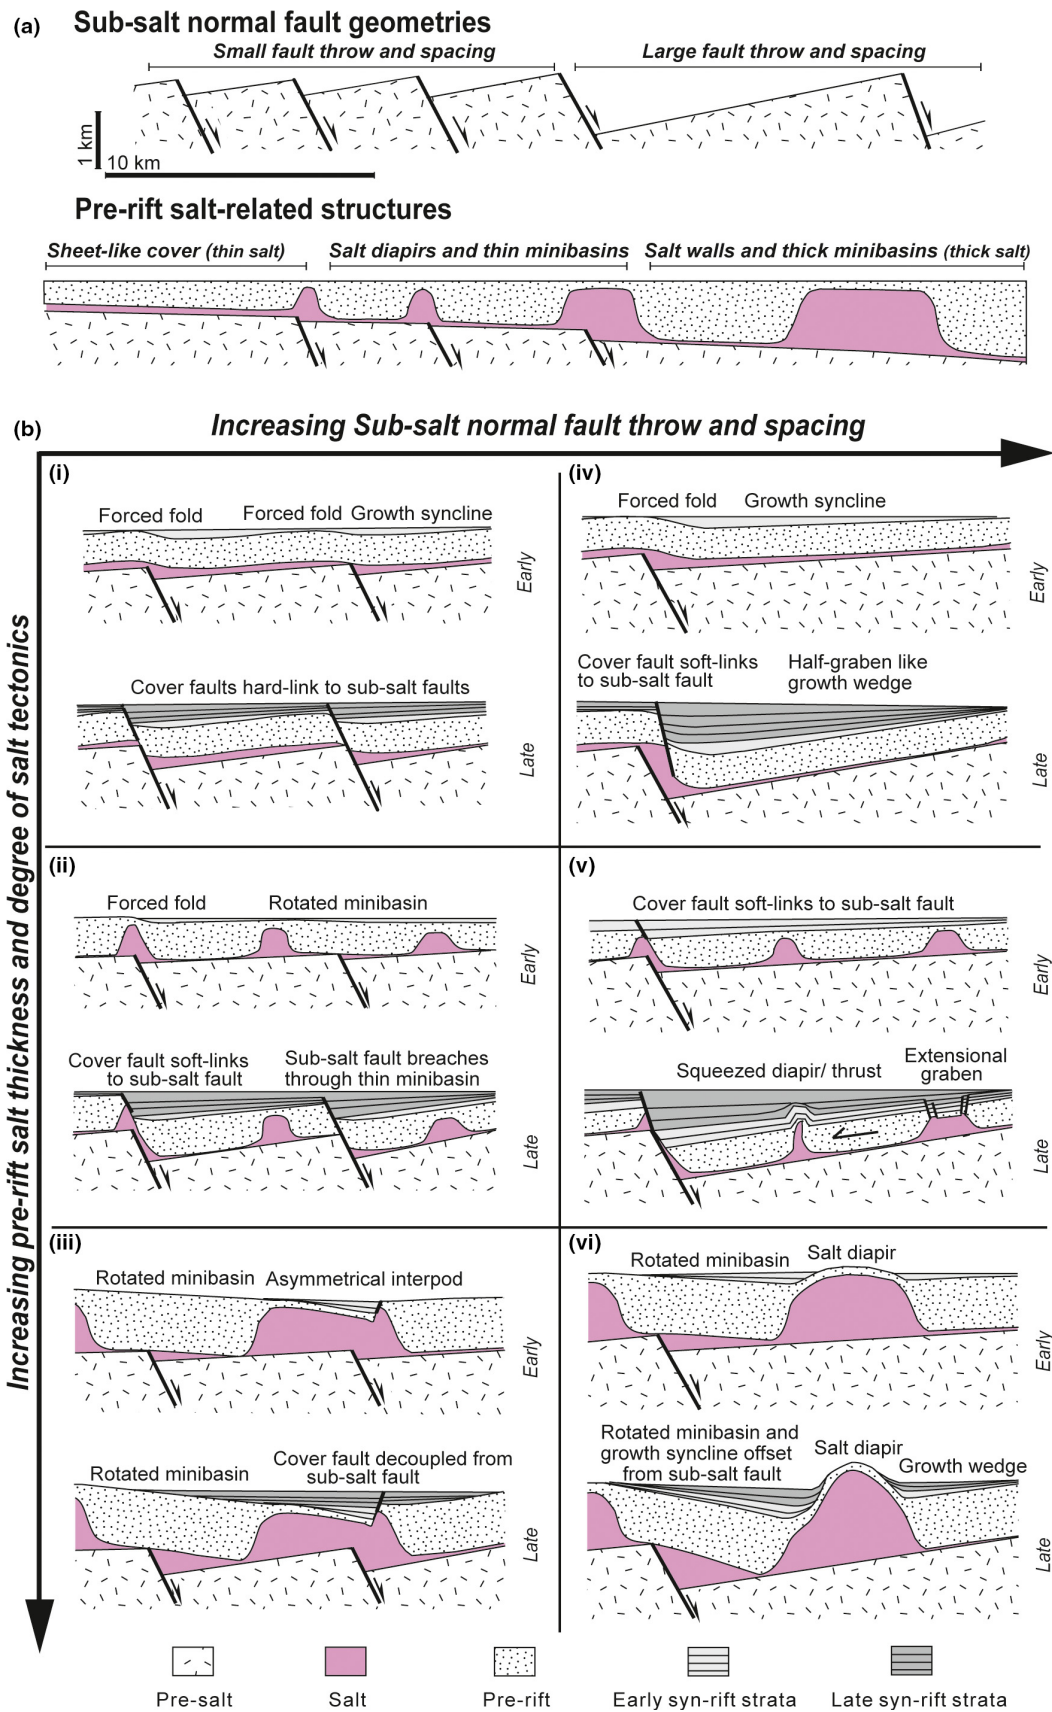 (a) Sub-salt normal fault geometries
Small fault throw and spacing
Large fault throw and spacing
1 km
10 km
Pre-rift salt-related structures
Sheet-like cover (thin salt)
Salt diapirs and thin minibasins
Salt walls and thick minibasins (thick salt)
(b)
Increasing Sub-salt normal fault throw and spacing
Increasing pre-rift salt thickness and degree of salt tectonics
(i)
Forced fold
Forced fold
Growth syncline
Early
Cover faults hard-link to sub-salt faults
Late
(iv)
Forced fold
Growth syncline
Early
Cover fault soft-links
to sub-salt fault
Half-graben like
growth wedge
Late
(ii)
Forced fold
Rotated minibasin
Early
Cover fault soft-links
to sub-salt fault
Sub-salt fault breaches
through thin minibasin
Late
(v)
Cover fault soft-links to sub-salt fault
Early
Squeezed diapir/ thrust
Extensional
graben
Late
(iii)
Rotated minibasin
Asymmetrical interpod
Early
Rotated minibasin
Cover fault decoupled from
sub-salt fault
Late
(vi)
Rotated minibasin
Salt diapir
Early
Rotated minibasin and
growth syncline offset
from sub-salt fault
Salt diapir
Growth wedge
Late
Pre-salt
Salt
Pre-rift
Early syn-rift strata
Late syn-rift strata